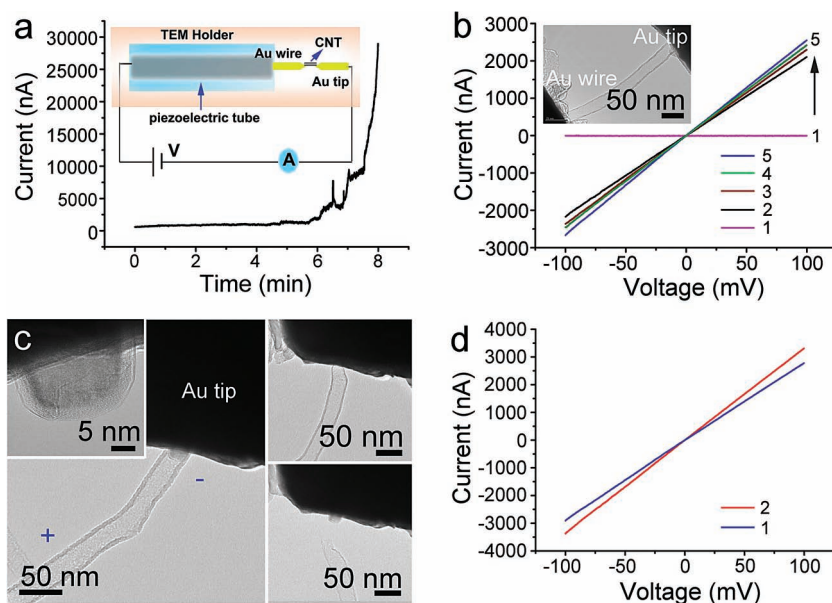 a
30000
25000
20000
15000
10000
5000
0
Current (nA)
0 2 4 6 8
Time (min)
TEM Holder
Au wire
CNT
Au tip
piezoelectric tube
V
A
b
3000
2000
1000
0
-1000
-2000
3000
Current (nA)
-100 -50 0 50 100
Voltage (mV)
Au tip
Au wire
50 nm
5
1
5
4
3
2
1
c
5 nm
Au tip
-
+
50 nm
50 nm
50 nm
d
4000
3000
2000
1000
0
-1000
-2000
-3000
-4000
Current (nA)
-100 -50 0 50 100
Voltage (mV)
2
1